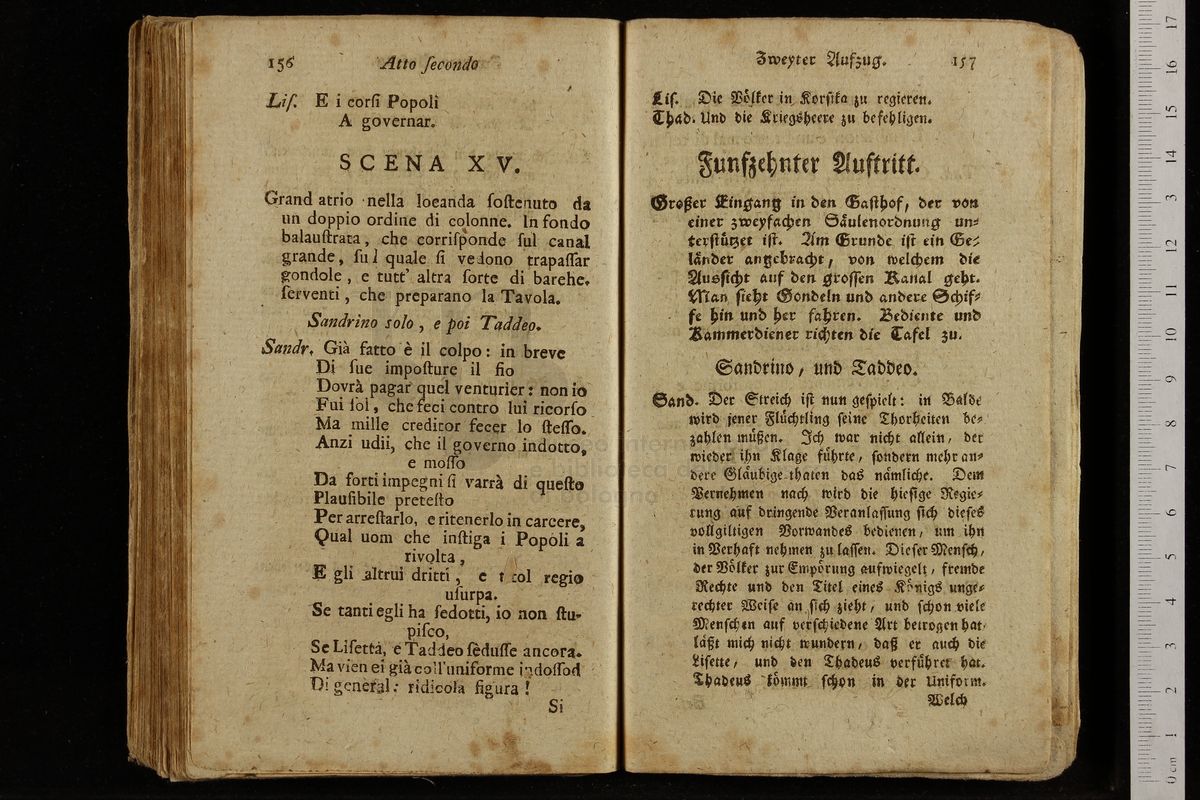 156 Atto ſecondo
Liſ. E i corſi Popoli
A governar.
SCENA XV.
Grand atrio nella loeanda ſoſtenuto da
un doppio ordine di colonne. In fondo
balauſtrata, che corriſponde ſul canal
grande, ſul quale ſi vedono trapaſſar
gondole, e tutt' altra ſorte di barehe.
ſerventi, che preparano la Tavola.
Sandrino solo, e poi Taddeo.
Sandr. Già fatto è il colpo: in breve
Di ſue impoſture il fio
Dovrà pagar quel venturier: non io
Fui ſol, che feci contro lui ricorſo
Ma mille creditor fecer lo ſteſſo.
Anzi udii, che il governo indotto,
e moſſo
Da forti impegni ſi varrà di queſto
Plauſibile preteſto
Per arreſtarlo, e ritenerlo in carcere,
Qual uom che inſtiga i Popoli a
rivolta,
E gli altrui dritti, e titol regio
uſurpa.
Se tanti egli ha ſedotti, io non ſtu-
piſco,
Se Liſetta, e Taddeo ſèduſſe ancora.
Ma vien ei già coll'uniforme indoſſod
Di genèral: ridicola figura!
Si
Zweyter Aufzug. 157
Liſ. Die Völker in Korſika zu regieren.
Thad. Und die Kriegsheere zu befehligen.
Funfzehnter Auftritt.
Großer Eingang in den Gaſthof, der von
einer zweyfachen Säulenordnung un=
terſtützet iſt. Am Grunde iſt ein Ge=
länder angebracht, von welchem die
Ausſicht auf den groſſen Kanal geht.
Man ſieht Gondeln und andere Schif=
fe hin und her fahren. Bediente und
Kammerdiener richten die Tafel zu.
Sandrino, und Taddeo.
Sand. Der Streich iſt nun geſpielt: in Balde
wird jener Flüchtling ſeine Thorheiten be=
zahlen müßen. Ich war nicht allein, der
wieder ihn Klage führte, ſondern mehr an=
dere Gläubige thaten das nämliche. Dem
Vernehmen nach wird die hieſige Regie=
rung auf dringende Veranlaſſung ſich dieſes
vollgiltigen Vorwandes bedienen, um ihn
in Verhaft nehmen zu laſſen. Dieſer Menſch,
der Völker zur Empörung aufwiegelt, fremde
Rechte und den Titel eines Königs unge=
rechter Weiſe an ſich zieht, und ſchon viele
Menſchen auf verſchiedene Art betrogen hat
läßt mich nicht wundern, daß er auch die
Liſette, und den Thadeus verführet hat.
Thadeus kömmt ſchon in der Uniform.
Welch